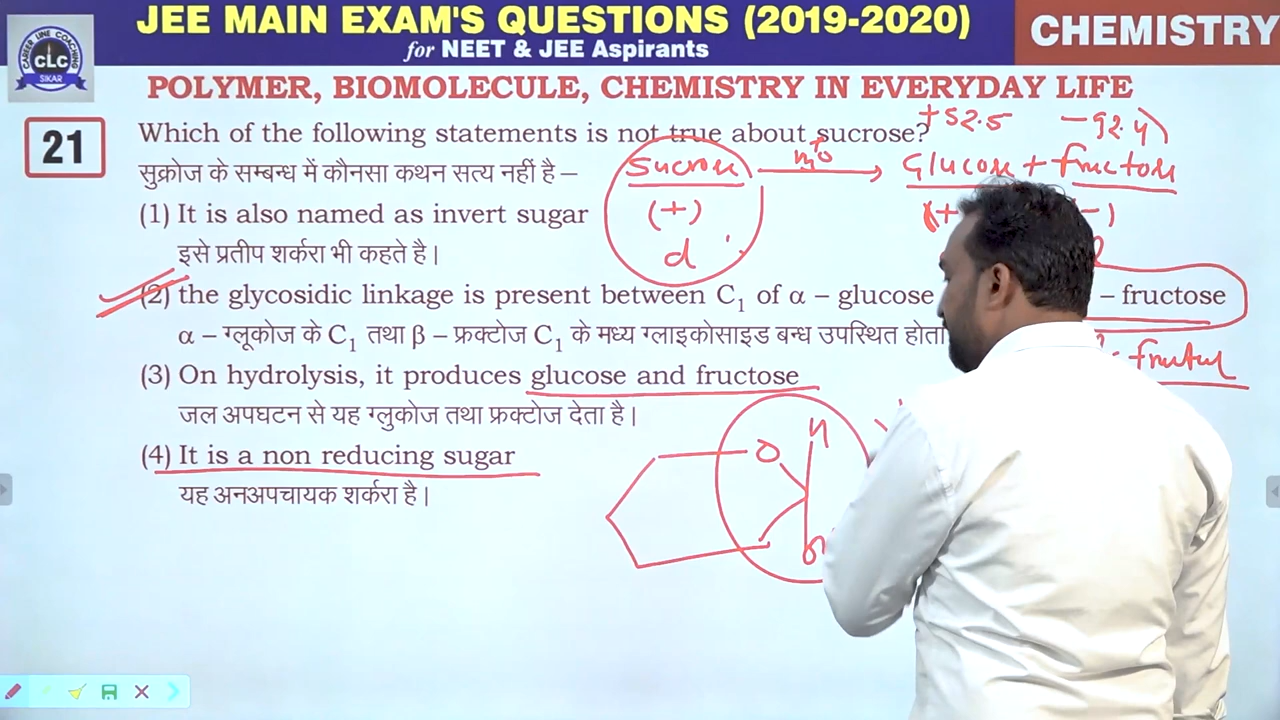 JEE MAIN EXAM'S QUESTIONS (2019-2020)
for NEET & JEE Aspirants
CHEMISTRY
CAREER LINE COACHING
CLC
SIKAR
POLYMER, BIOMOLECULE, CHEMISTRY IN EVERYDAY LIFE
21
Which of the following statements is not true about sucrose?
+52.5 -92.4)
सुक्रोज के सम्बन्ध में कौनसा कथन सत्य नहीं है –
Sucrose → Glucose + fructose
(1) It is also named as invert sugar
(+) (+ -)
इसे प्रतीप शर्करा भी कहते है।
d
(2) the glycosidic linkage is present between C₁ of α – glucose – fructose
α – ग्लूकोज के C₁ तथा β – फ्रक्टोज C₁ के मध्य ग्लाइकोसाइड बन्ध उपस्थित होता
(3) On hydrolysis, it produces glucose and fructose
जल अपघटन से यह ग्लुकोज तथा फ्रक्टोज देता है।
(4) It is a non reducing sugar
O H
यह अनअपचायक शर्करा है।